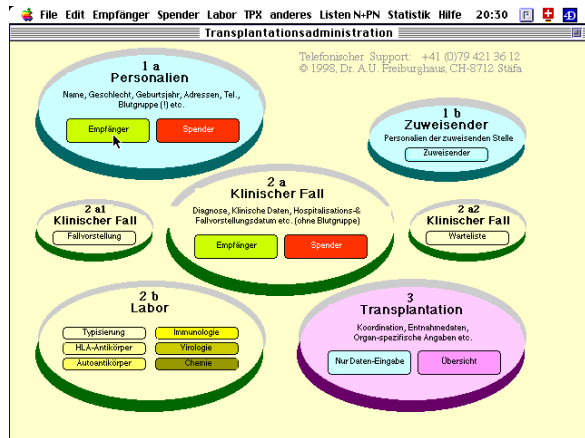 File Edit Empfänger Spender Labor TPX anderes Listen N+PN Statistik Hilfe 20:30
Transplantationsadministration
Telefonischer Support: +41 (0)79 421 36 12
© 1998, Dr. A.U. Freiburghaus, CH-8712 Stäfa
1 a
Personalien
Name, Geschlecht, Geburtsjahr, Adressen, Tel.,
Blutgruppe (!) etc.
Empfänger Spender
1 b
Zuweisender
Personalien der zuweisenden Stelle
Zuweisender
2 a
Klinischer Fall
Diagnose, Klinische Daten, Hospitalisations-&
Fallvorstellungsdatum etc. (ohne Blutgruppe)
Empfänger Spender
2 a1
Klinischer Fall
Fallvorstellung
2 a2
Klinischer Fall
Warteliste
2 b
Labor
Typisierung Immunologie
HLA-Antikörper Virologie
Autoantikörper Chemie
3
Transplantation
Koordination, Entnahmedaten,
Organ-spezifische Angaben etc.
Nur Daten-Eingabe Übersicht